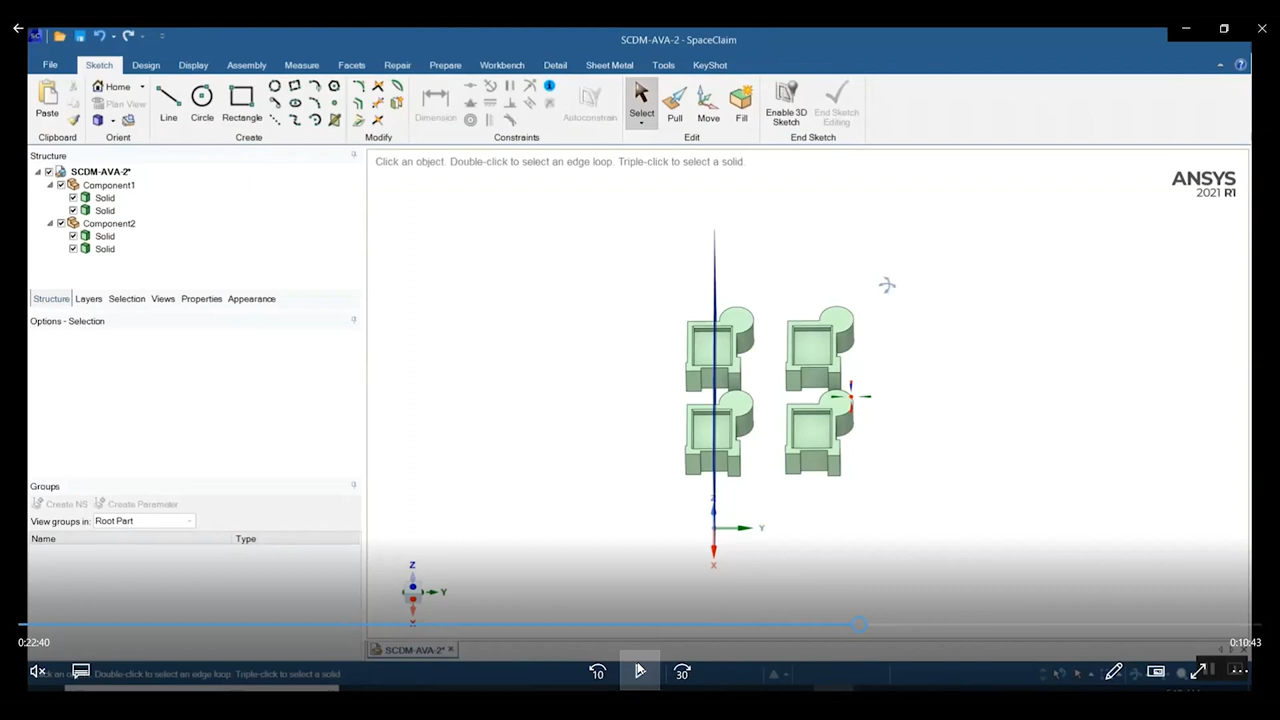 SCDM-AVA-2 - SpaceClaim
File Sketch Design Display Assembly Measure Facets Repair Prepare Workbench Detail Sheet Metal Tools KeyShot
Home
Plan View
Paste
Line Circle Rectangle
Dimension
Autoconstrain
Select Pull Move Fill
Enable 3D Sketch
End Sketch Editing
Clipboard Orient Create Modify Constraints Edit End Sketch
Structure
SCDM-AVA-2*
Component1
Solid
Solid
Component2
Solid
Solid
Structure Layers Selection Views Properties Appearance
Options - Selection
Groups
Create NS Create Parameter
View groups in: Root Part
Name Type
Click an object. Double-click to select an edge loop. Triple-click to select a solid.
ANSYS
2021 R1
Z
Y
X
Z
Y
X
0:22:40 0:10:43
SCDM-AVA-2*
Double-click to select an edge loop. Triple-click to select a solid.
10 30